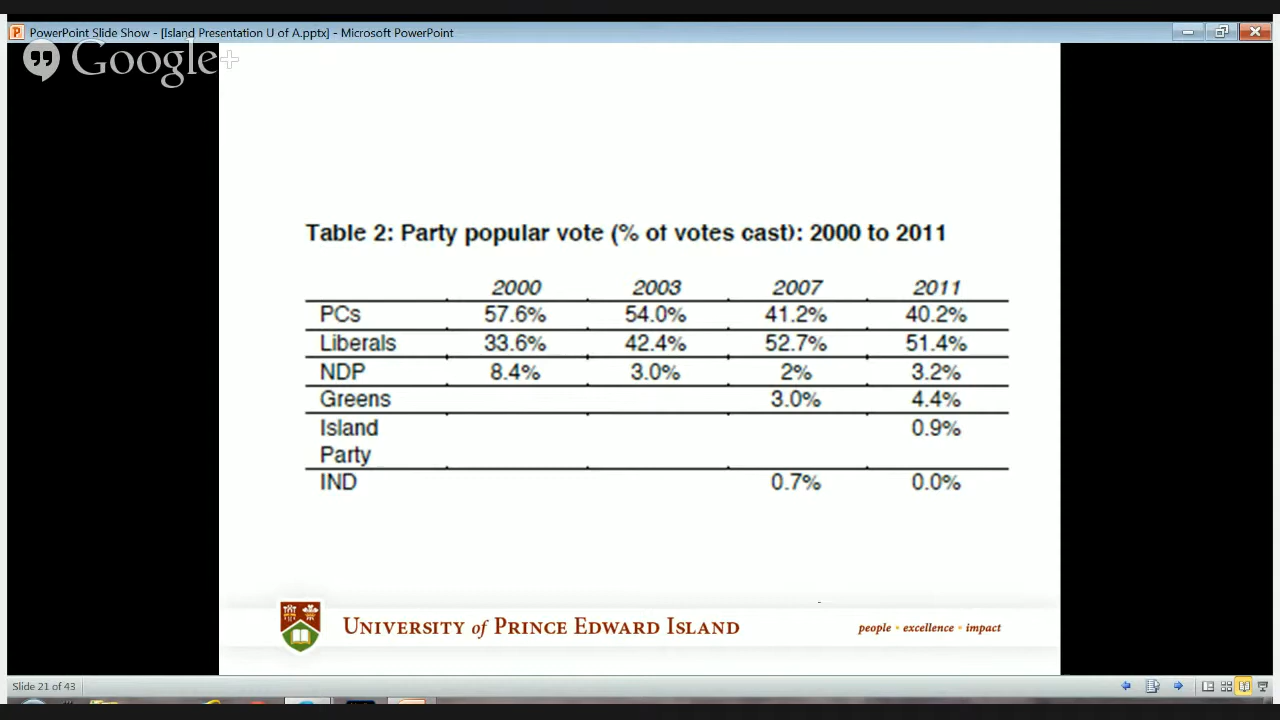 PowerPoint Slide Show - [Island Presentation U of A.pptx] - Microsoft PowerPoint
Google+
Table 2: Party popular vote (% of votes cast): 2000 to 2011
2000 2003 2007 2011
PCs 57.6% 54.0% 41.2% 40.2%
Liberals 33.6% 42.4% 52.7% 51.4%
NDP 8.4% 3.0% 2% 3.2%
Greens 3.0% 4.4%
Island 0.9%
Party
IND 0.7% 0.0%
UNIVERSITY of PRINCE EDWARD ISLAND
people • excellence • impact
Slide 21 of 43